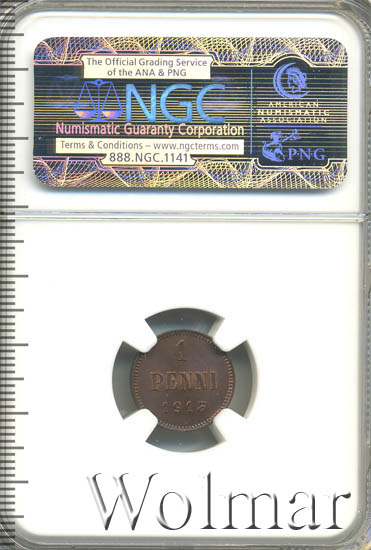 The Official Grading Service
of the ANA & PNG
NGC
Numismatic Guaranty Corporation
Terms & Conditions – www.ngcterms.com
888.NGC.1141
AMERICAN
NUMISMATIC
ASSOCIATION
PNG
1
PENNI
1915
Wolmar